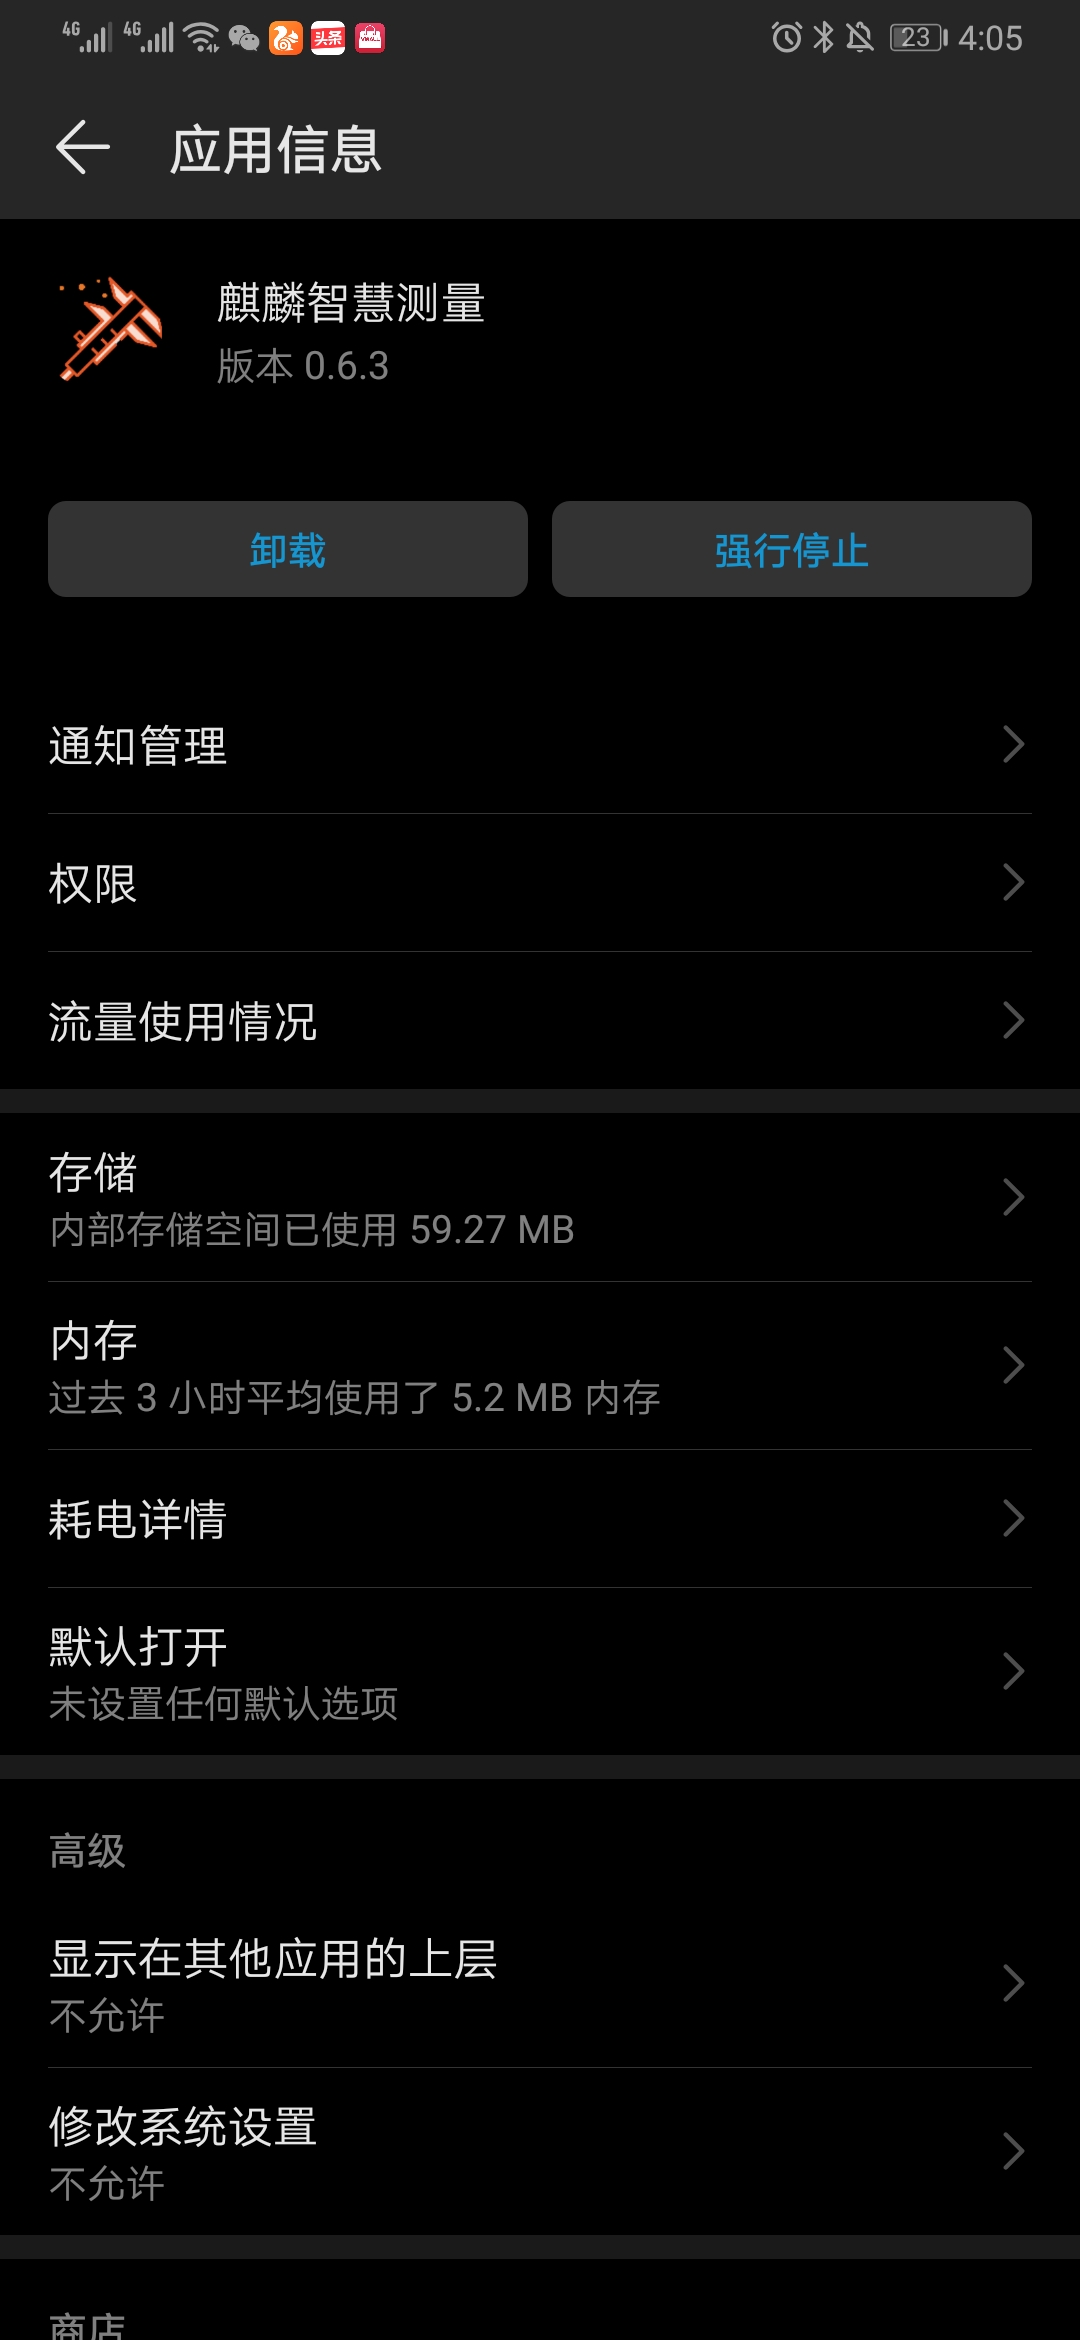 4G 4G 头条 VMALL 23 4:05
应用信息
麒麟智慧测量
版本 0.6.3
卸载 强行停止
通知管理
权限
流量使用情况
存储
内部存储空间已使用 59.27 MB
内存
过去 3 小时平均使用了 5.2 MB 内存
耗电详情
默认打开
未设置任何默认选项
高级
显示在其他应用的上层
不允许
修改系统设置
不允许
商店